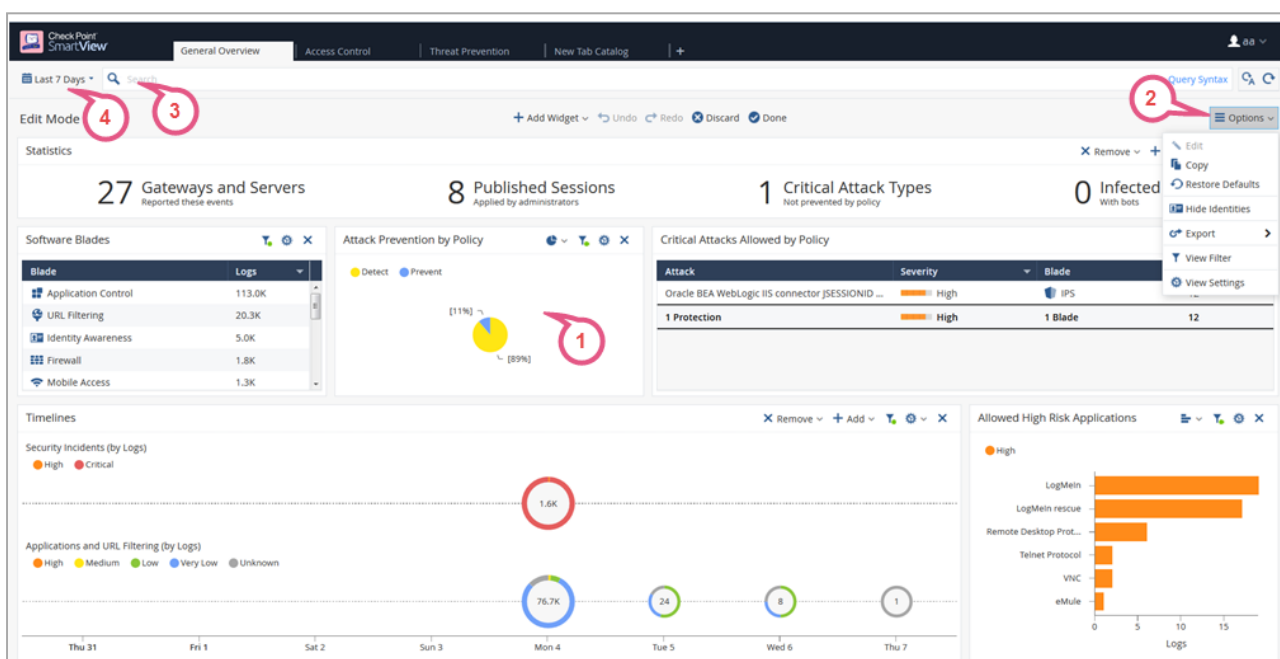 Check Point
SmartView
General Overview
Access Control
Threat Prevention
New Tab Catalog
+
aa
Last 7 Days
Search
Query Syntax
4
3
2
Edit Mode
+ Add Widget
Undo
Redo
Discard
Done
Options
Statistics
Remove
Edit
Copy
Restore Defaults
Hide Identities
Export
View Filter
View Settings
27 Gateways and Servers
Reported these events
8 Published Sessions
Applied by administrators
1 Critical Attack Types
Not prevented by policy
0 Infected
With bots
Software Blades
Blade Logs
Application Control 113.0K
URL Filtering 20.3K
Identity Awareness 5.0K
Firewall 1.8K
Mobile Access 1.3K
Attack Prevention by Policy
Detect Prevent
[11%]
[89%]
1
Critical Attacks Allowed by Policy
Attack Severity Blade
Oracle BEA WebLogic IIS connector JSESSIONID ... High IPS 12
1 Protection High 1 Blade 12
Timelines
Remove + Add
Security Incidents (by Logs)
High Critical
1.6K
Applications and URL Filtering (by Logs)
High Medium Low Very Low Unknown
76.7K 24 8 1
Thu 31 Fri 1 Sat 2 Sun 3 Mon 4 Tue 5 Wed 6 Thu 7
Allowed High Risk Applications
High
LogMeIn
LogMeIn rescue
Remote Desktop Prot...
Telnet Protocol
VNC
eMule
0 5 10 15
Logs